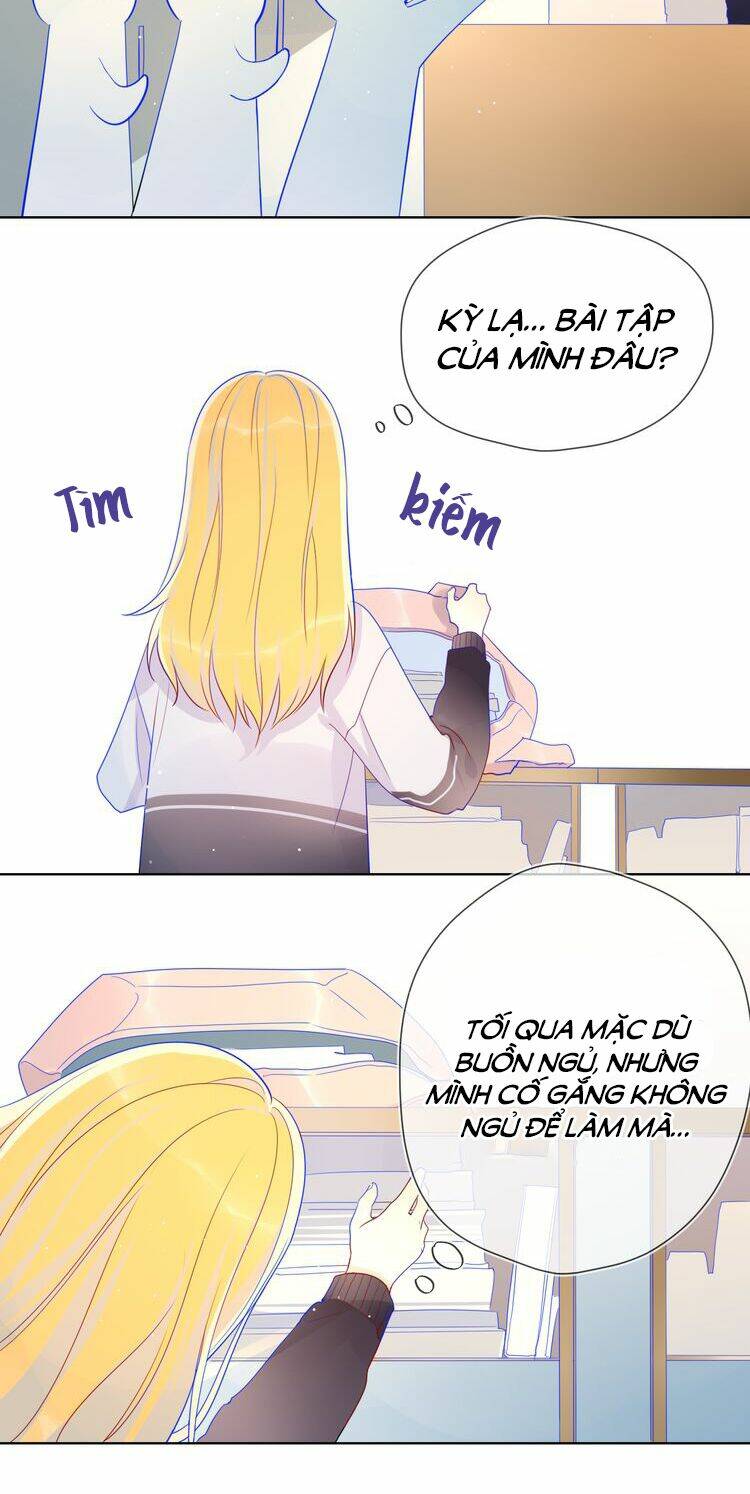 KỲ LẠ... BÀI TẬP
CỦA MÌNH ĐÂU?
Tìm
kiếm
TỐI QUA MẶC DÙ
BUỒN NGỦ, NHƯNG
MÌNH CỐ GẮNG KHÔNG
NGỦ ĐỂ LÀM MÀ...